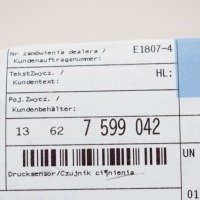 Nr zamówienia dealera / E1807-4
Kundenauftragsnummer:
TekstZwycz. / HL:
Kundentext:
Poj.Zwycz. /
Kundenbehälter:
13 62 7 599 042
UN
Drucksensor/Czujnik ciśnienia
01